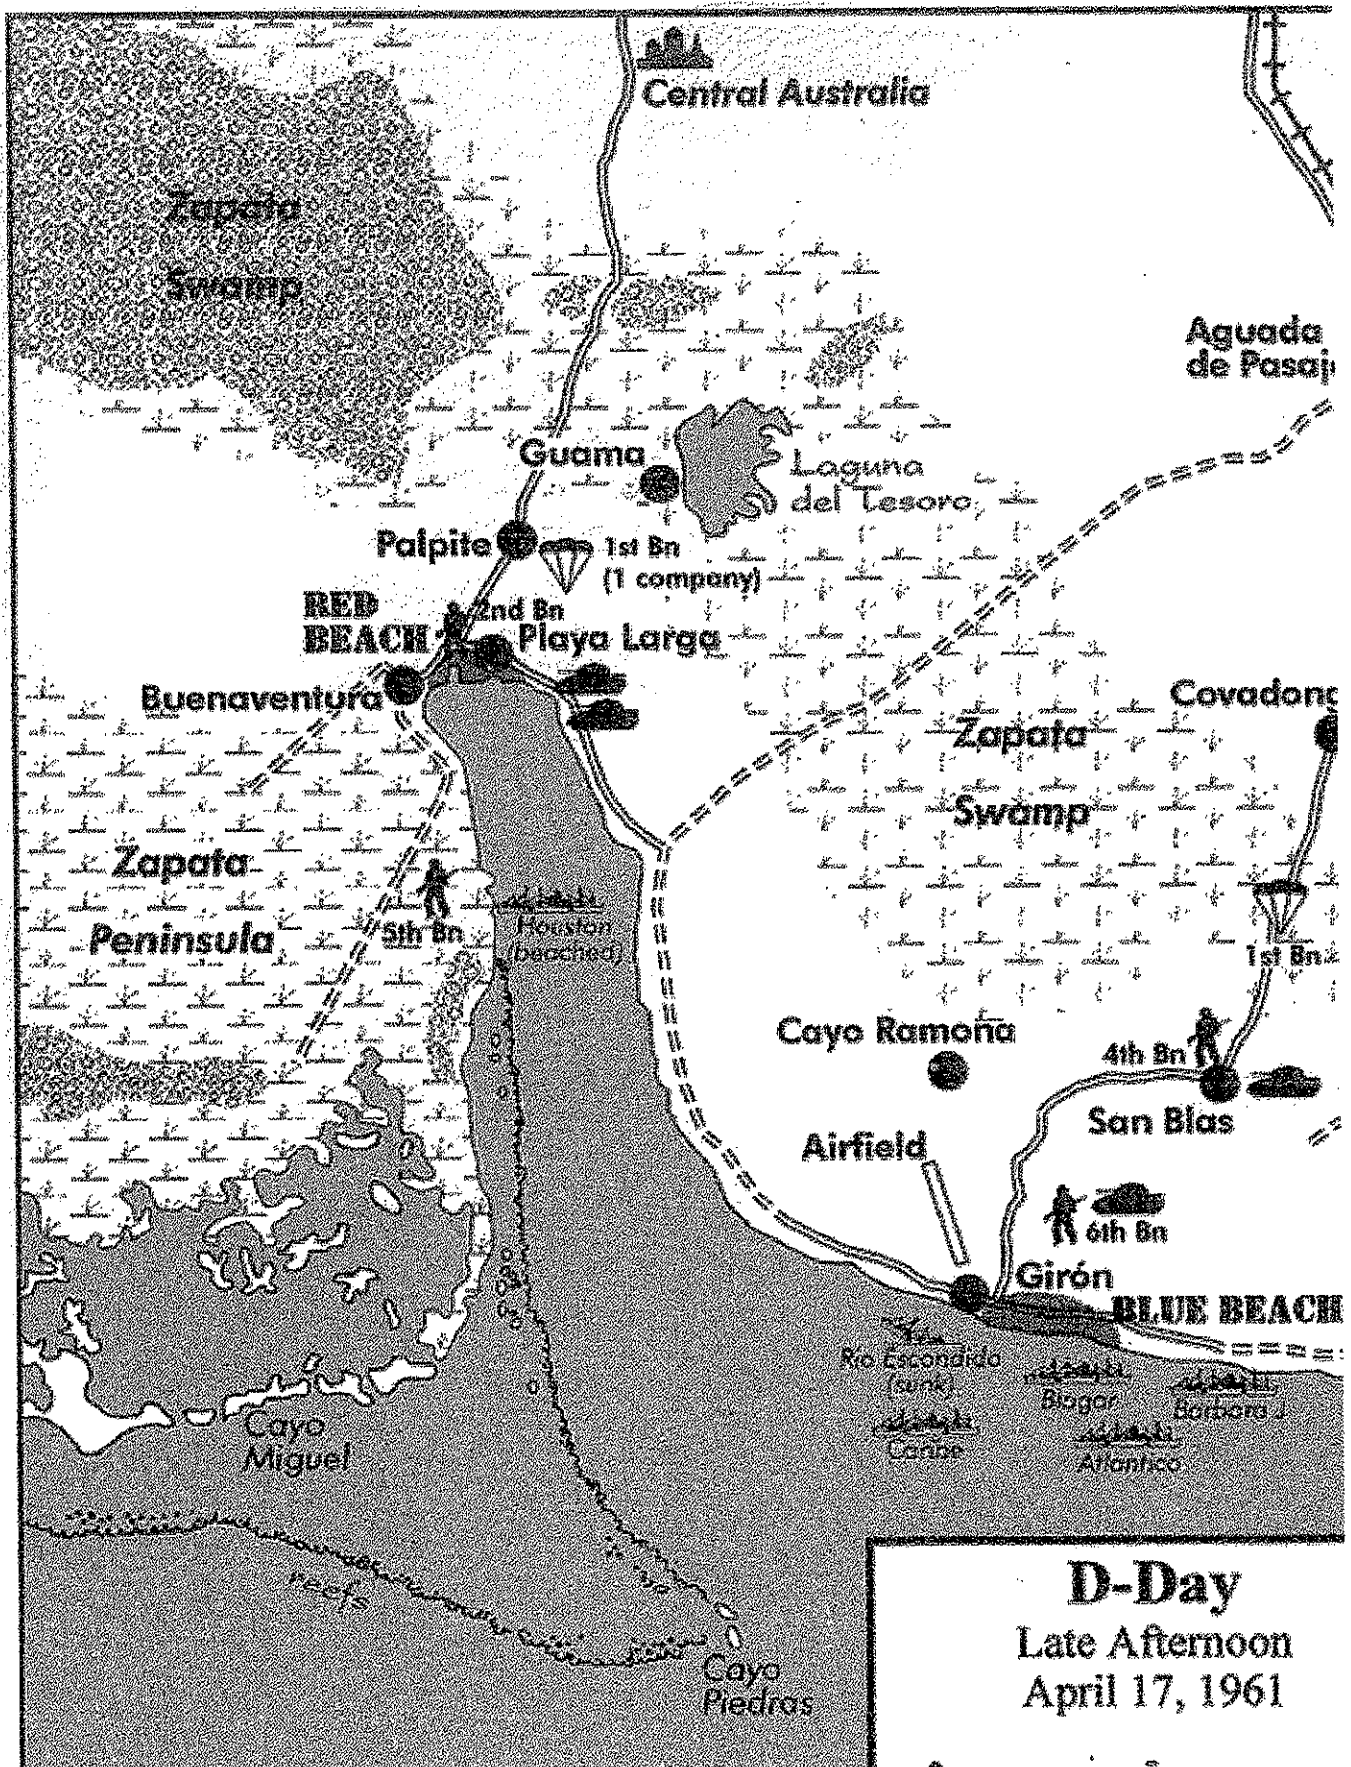 Central Australia
Zapata
Swamp
Aguada
de Pasaj
Guama
Laguna
del Tesoro
Palpite
1st Bn
(1 company)
RED
BEACH
& 2nd Bn
Playa Larga
Buenaventura
Covadong
Zapata
Swamp
Zapata
Peninsula
5th Bn
Houston
(beached)
1st Bn
Cayo Ramona
4th Bn
San Blas
Airfield
6th Bn
Girón
BLUE BEACH
Rio Escondido
(sunk)
Blagar
Barbara J
Caribe
Atlantico
Cayo
Miguel
reefs
Cayo
Piedras
D-Day
Late Afternoon
April 17, 1961